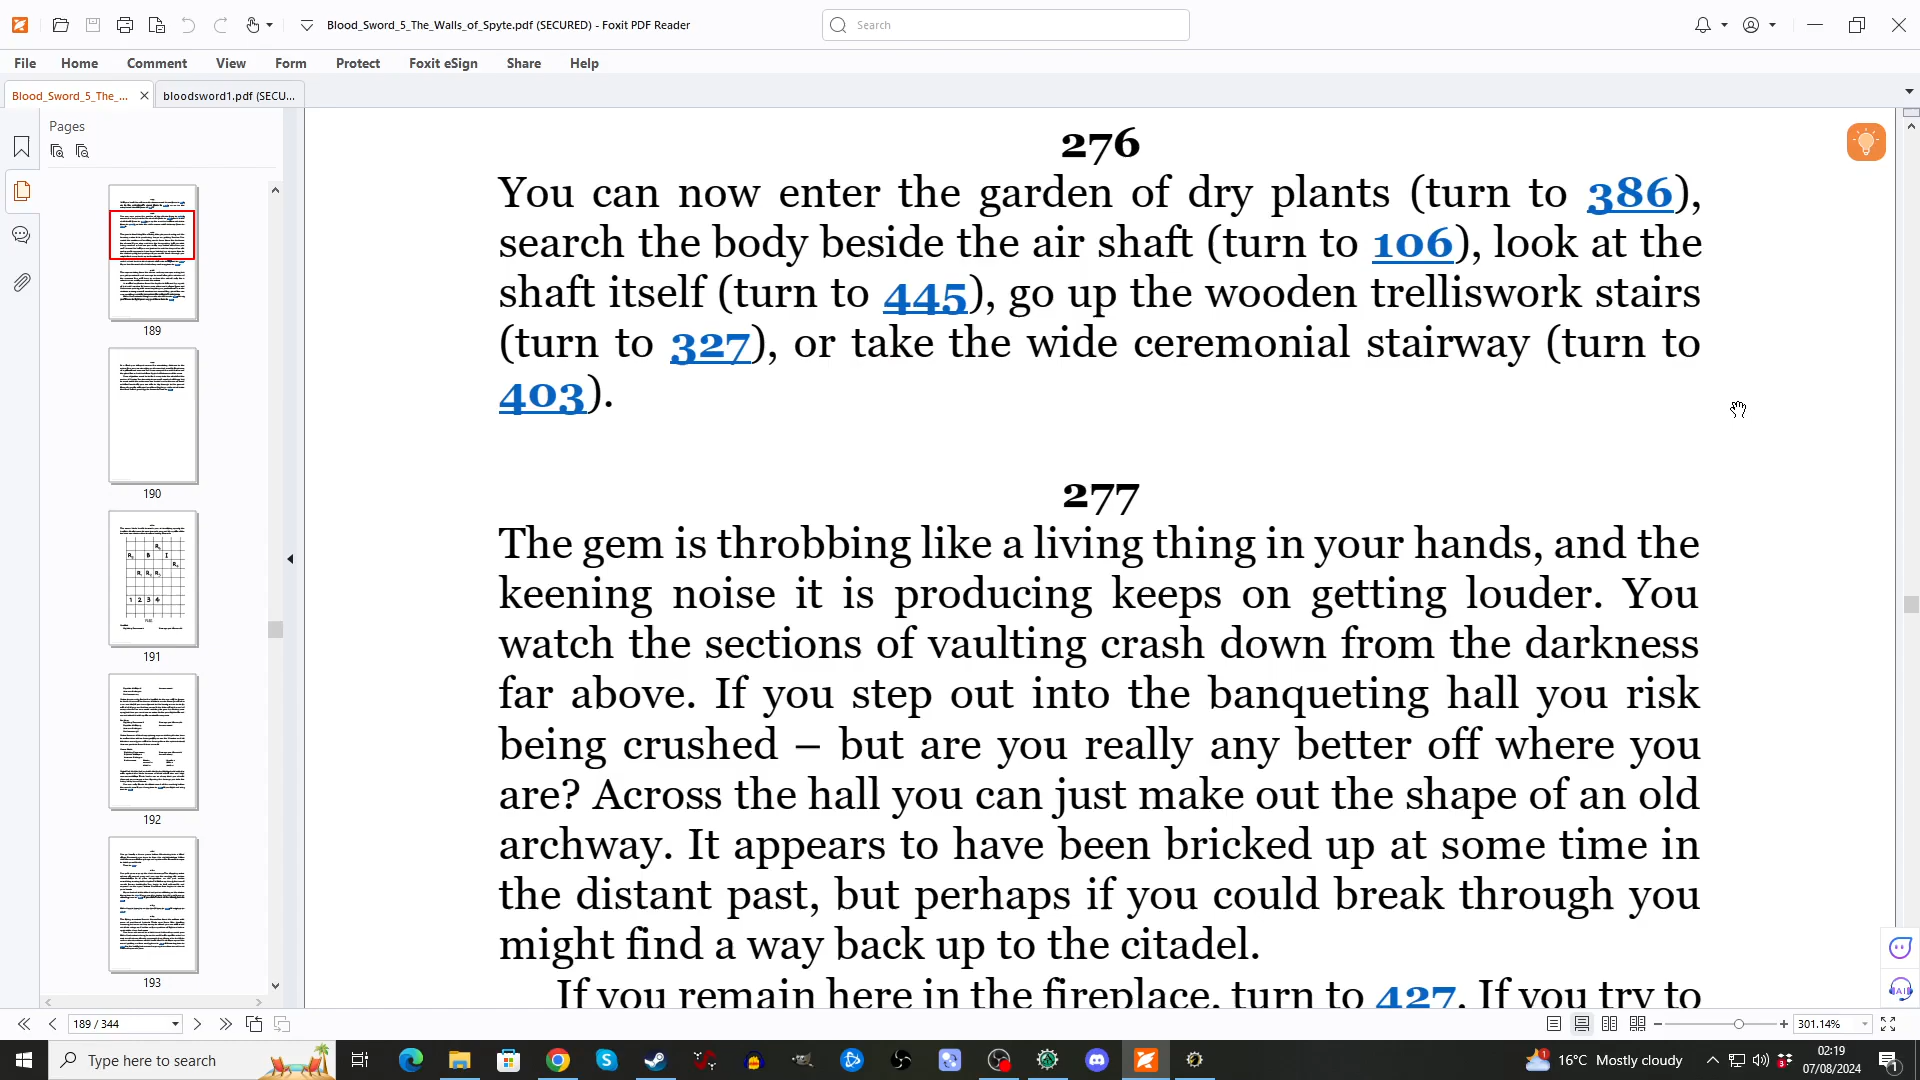 Blood_Sword_5_The_Walls_of_Spyte.pdf (SECURED) - Foxit PDF Reader
Search
File Home Comment View Form Protect Foxit eSign Share Help
Blood_Sword_5_The_...
bloodsword1.pdf (SECU...
Pages
189
190
191
192
193
276
You can now enter the garden of dry plants (turn to 386),
search the body beside the air shaft (turn to 106), look at the
shaft itself (turn to 445), go up the wooden trelliswork stairs
(turn to 327), or take the wide ceremonial stairway (turn to
403).
277
The gem is throbbing like a living thing in your hands, and the
keening noise it is producing keeps on getting louder. You
watch the sections of vaulting crash down from the darkness
far above. If you step out into the banqueting hall you risk
being crushed – but are you really any better off where you
are? Across the hall you can just make out the shape of an old
archway. It appears to have been bricked up at some time in
the distant past, but perhaps if you could break through you
might find a way back up to the citadel.
If you remain here in the fireplace, turn to 427. If you try to
189 / 344
301.14%
Type here to search
16°C Mostly cloudy
02:19
07/08/2024